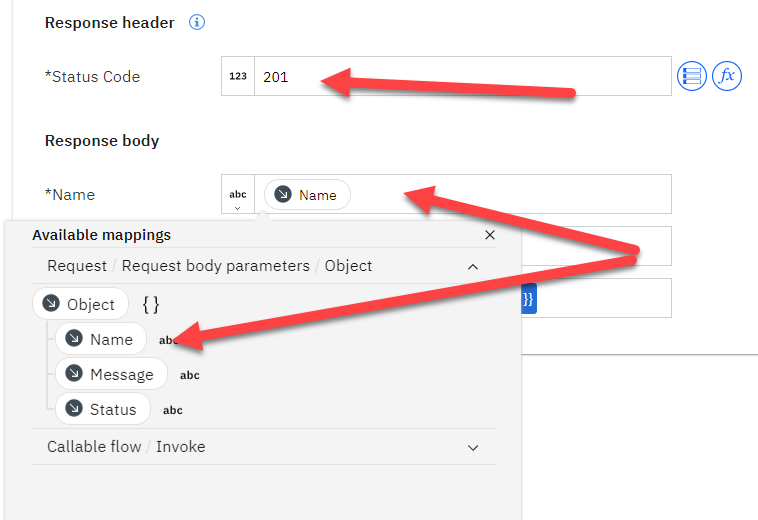 Response header
*Status Code 123 201
Response body
*Name abc Name
Available mappings
Request / Request body parameters / Object
Object { }
Name abc
Message abc
Status abc
Callable flow / Invoke
}}